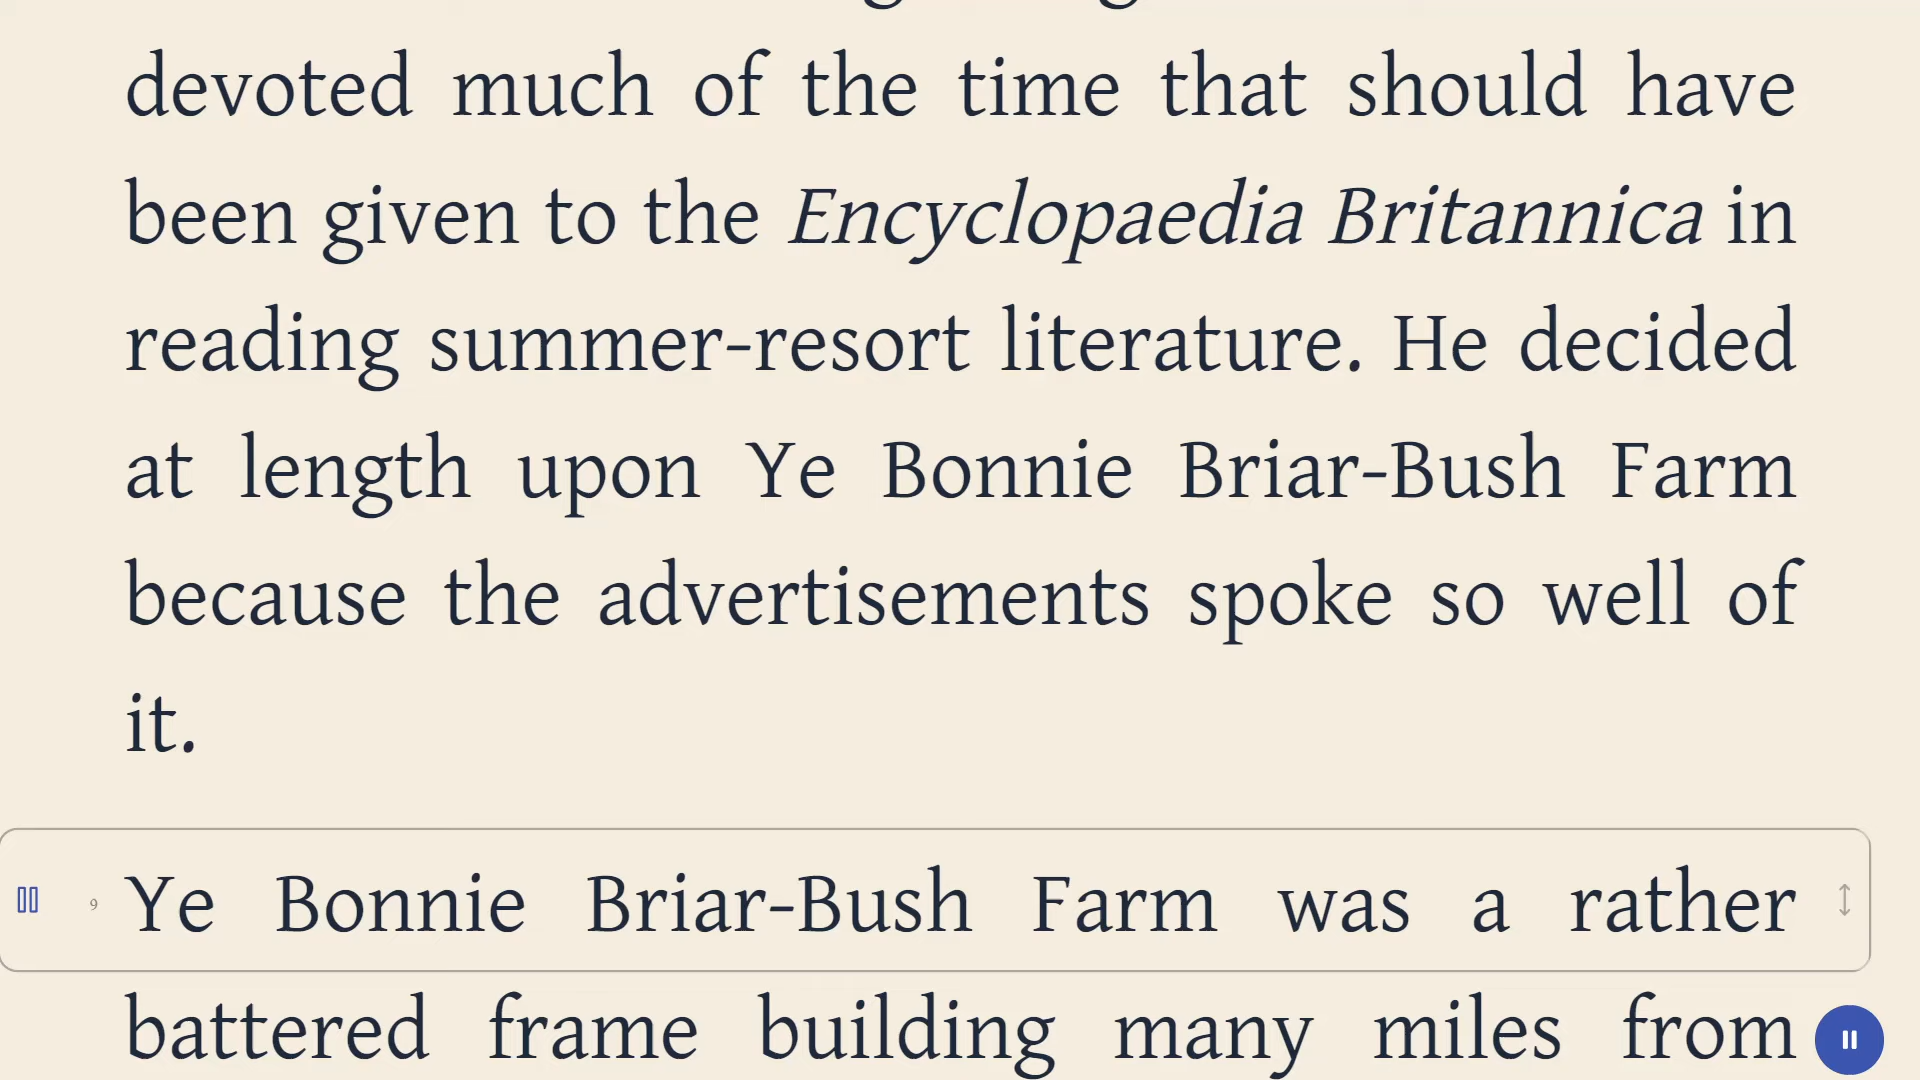 devoted much of the time that should have
been given to the Encyclopaedia Britannica in
reading summer-resort literature. He decided
at length upon Ye Bonnie Briar-Bush Farm
because the advertisements spoke so well of
it.
9 Ye Bonnie Briar-Bush Farm was a rather
battered frame building many miles from